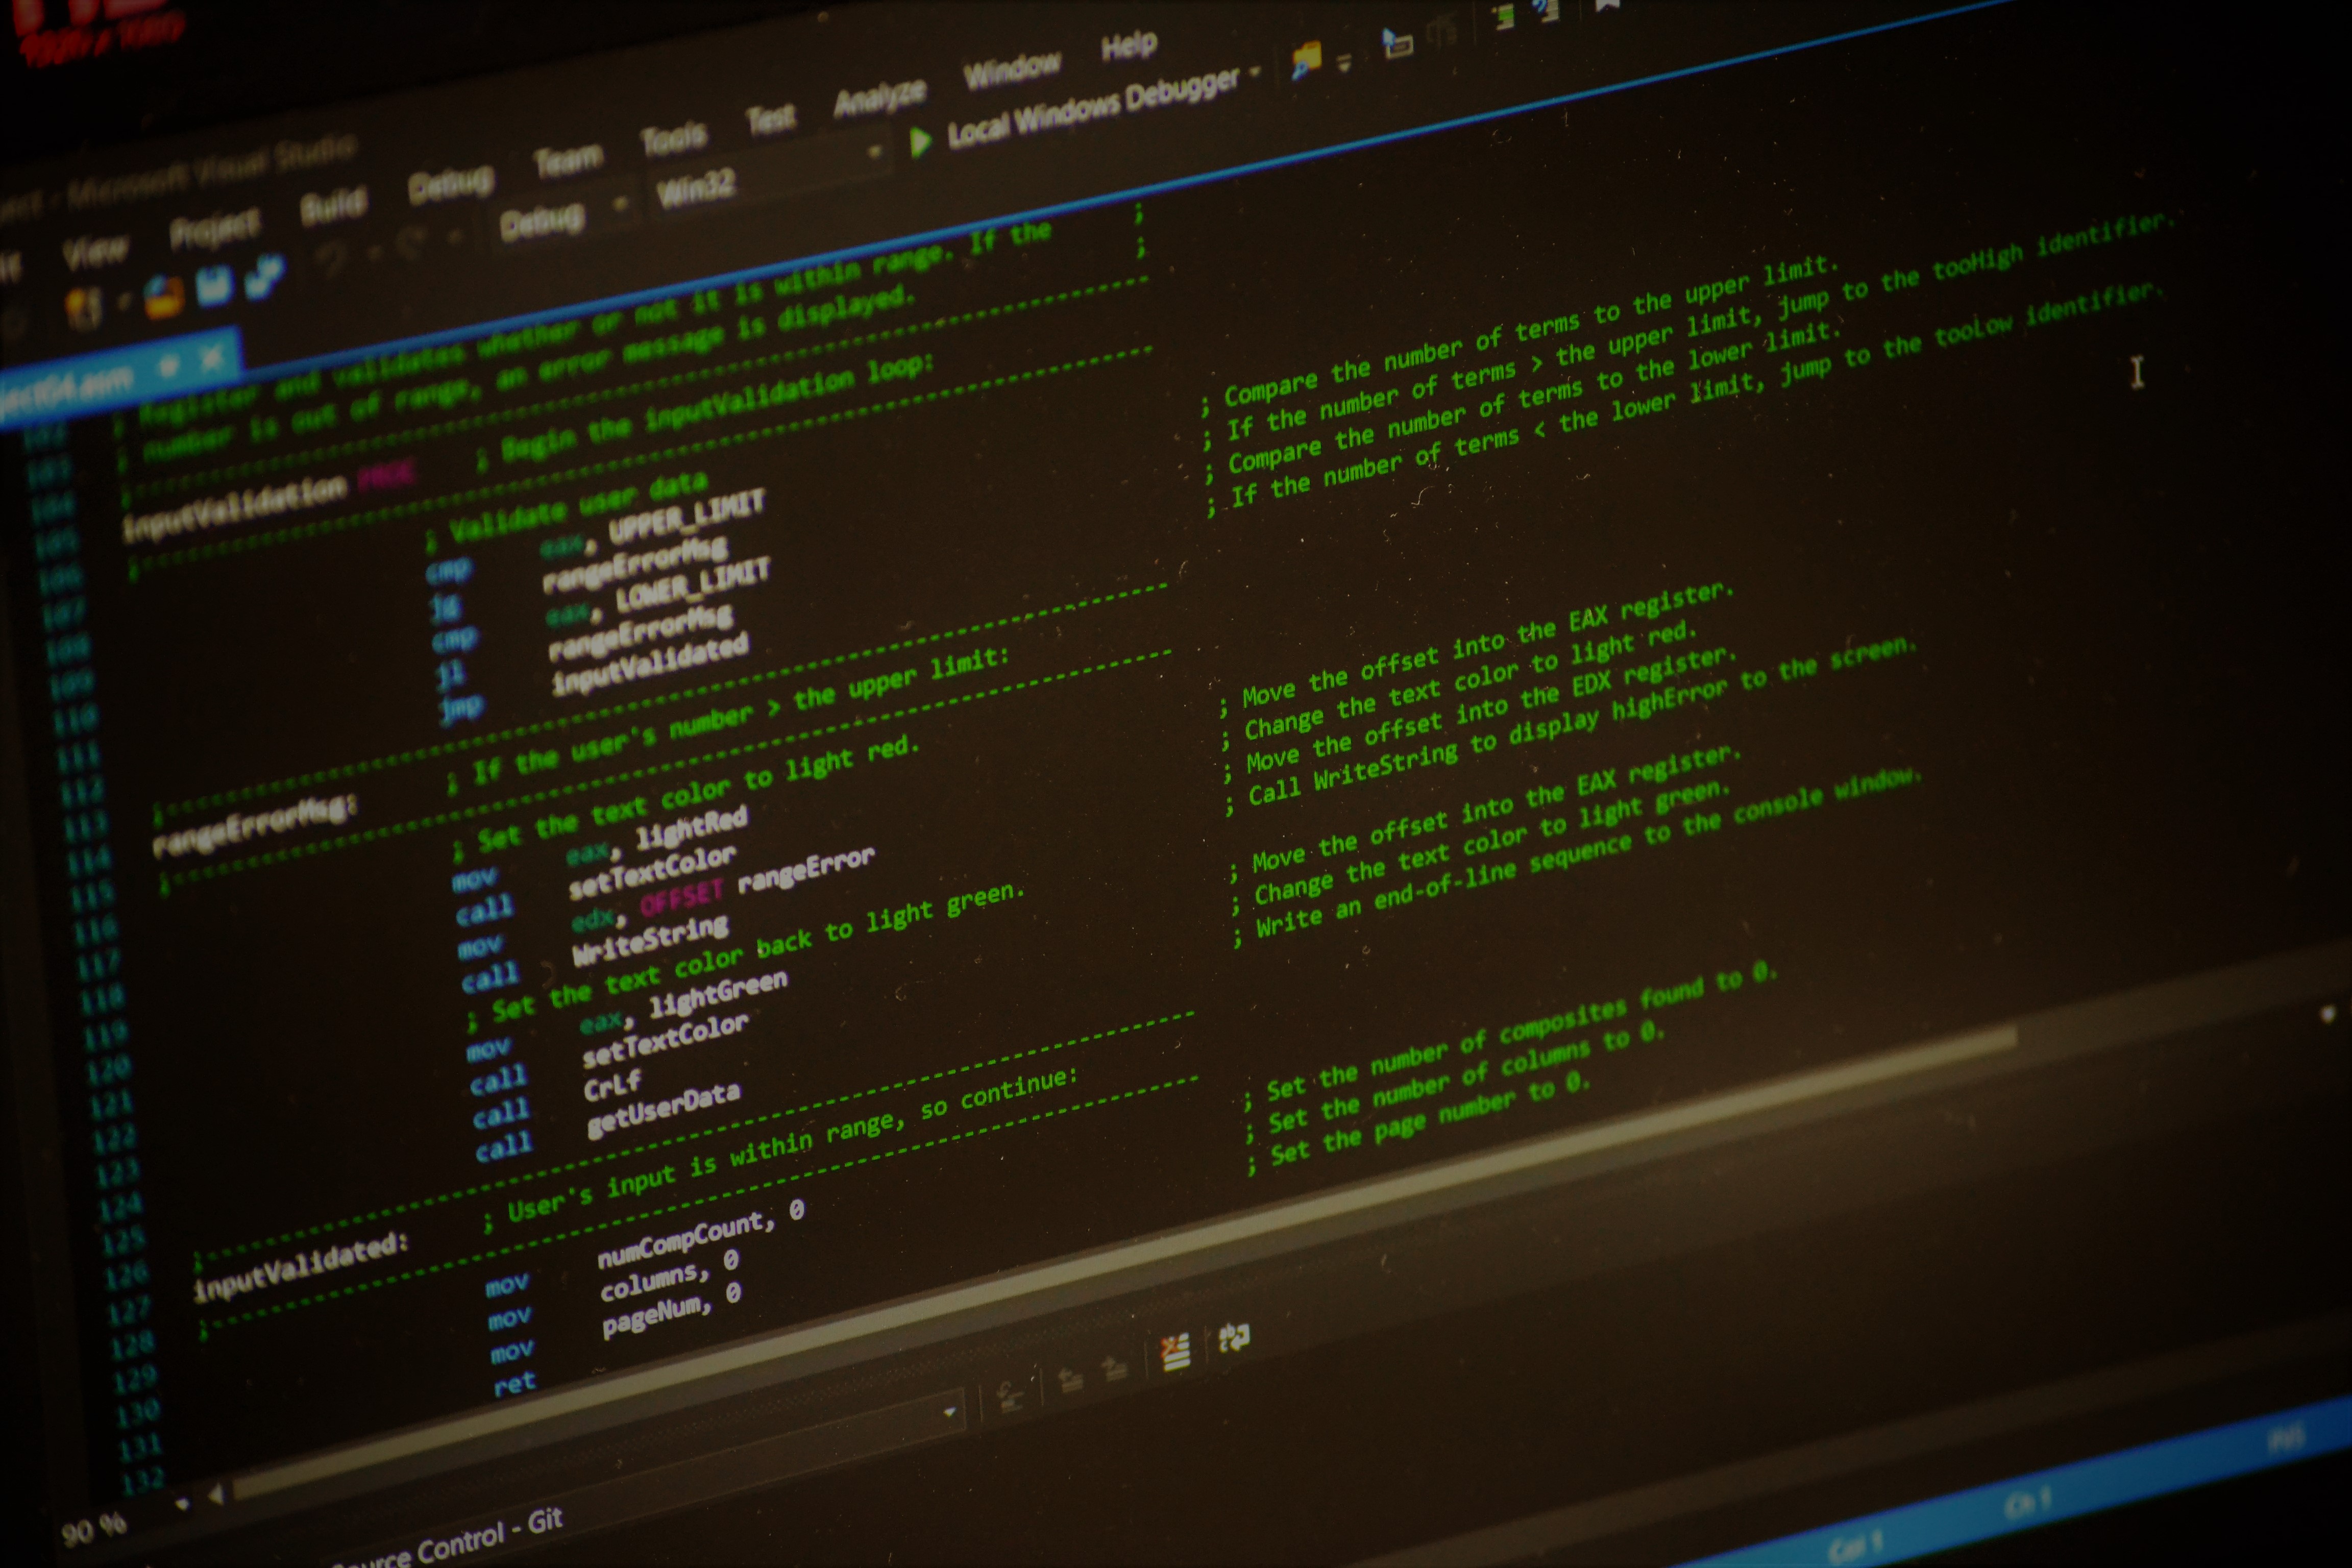 ject - Microsoft Visual Studio
View Project Build Debug Team Tools Test Analyze Window Help
Debug Win32 Local Windows Debugger
; Register and validates whether or not it is within range. If the ;
; number is out of range, an error message is displayed. ;
;-----------------------------------------------
inputValidation PROC ; Begin the inputValidation loop:
;-----------------------------------------------
; Validate user data
cmp eax, UPPER_LIMIT ; Compare the number of terms to the upper limit.
jg rangeErrorMsg ; If the number of terms > the upper limit, jump to the tooHigh identifier.
cmp eax, LOWER_LIMIT ; Compare the number of terms to the lower limit.
jl rangeErrorMsg ; If the number of terms < the lower limit, jump to the tooLow identifier.
jmp inputValidated
;-----------------------------------------------
rangeErrorMsg: ; If the user's number > the upper limit:
;-----------------------------------------------
; Set the text color to light red.
mov eax, lightRed ; Move the offset into the EAX register.
call setTextColor ; Change the text color to light red.
mov edx, OFFSET rangeError ; Move the offset into the EDX register.
call WriteString ; Call WriteString to display highError to the screen.
; Set the text color back to light green.
mov eax, lightGreen ; Move the offset into the EAX register.
call setTextColor ; Change the text color to light green.
call CrLf ; Write an end-of-line sequence to the console window.
call getUserData
;-----------------------------------------------
inputValidated: ; User's input is within range, so continue:
;-----------------------------------------------
mov numCompCount, 0 ; Set the number of composites found to 0.
mov columns, 0 ; Set the number of columns to 0.
mov pageNum, 0 ; Set the page number to 0.
ret
102
103
104
105
106
107
108
109
110
111
112
113
114
115
116
117
118
119
120
121
122
123
124
125
126
127
128
129
130
131
132
90 %
ource Control - Git
Col 1 Ch 1 INS